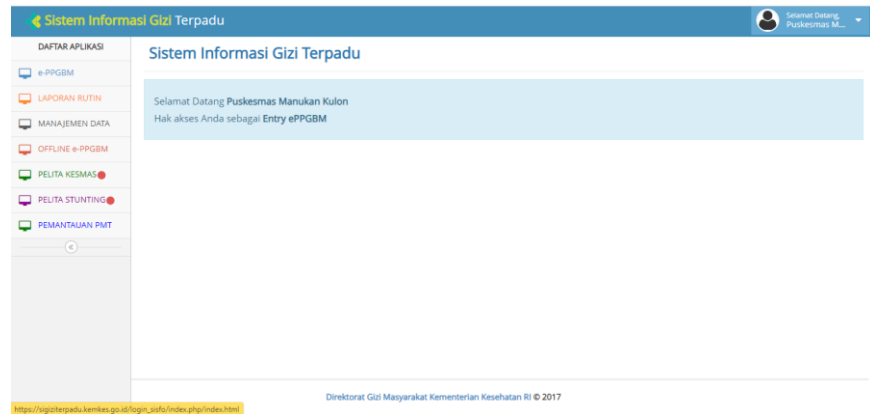 Sistem Informasi Gizi Terpadu
Selamat Datang,
Puskesmas M...
DAFTAR APLIKASI
e-PPGBM
LAPORAN RUTIN
MANAJEMEN DATA
OFFLINE e-PPGBM
PELITA KESMAS
PELITA STUNTING
PEMANTAUAN PMT
Sistem Informasi Gizi Terpadu
Selamat Datang Puskesmas Manukan Kulon
Hak akses Anda sebagai Entry ePPGBM
Direktorat Gizi Masyarakat Kementerian Kesehatan RI © 2017
https://sigiziterpadu.kemkes.go.id/login_sisfo/index.php/index.html